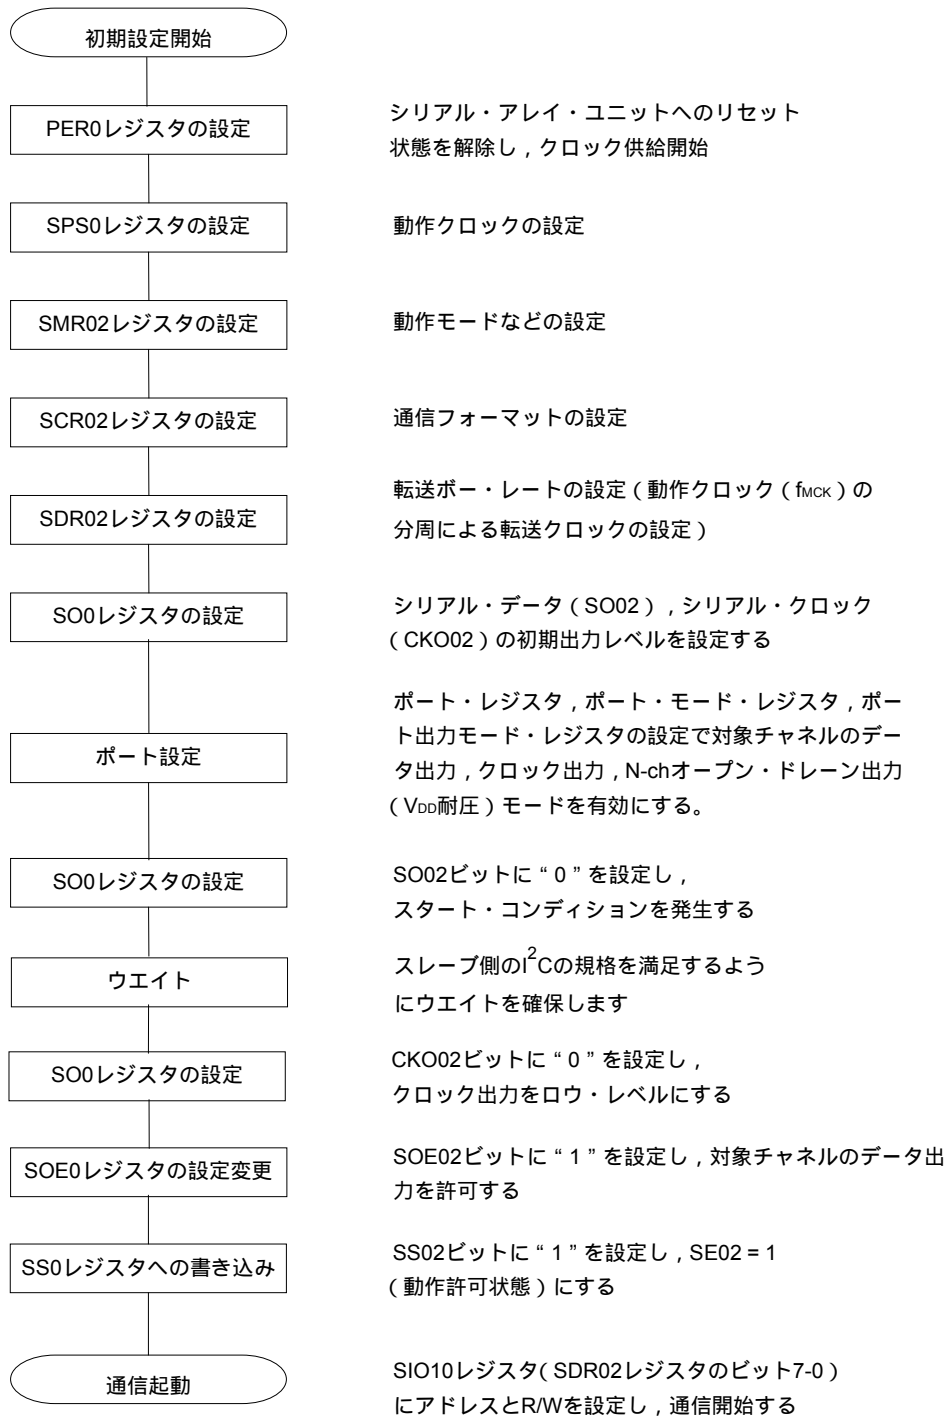 初期設定開始
PER0レジスタの設定
シリアル・アレイ・ユニットへのリセット
状態を解除し，クロック供給開始
SPS0レジスタの設定
動作クロックの設定
SMR02レジスタの設定
動作モードなどの設定
SCR02レジスタの設定
通信フォーマットの設定
SDR02レジスタの設定
転送ボー・レートの設定（動作クロック（fMCK）の
分周による転送クロックの設定）
SO0レジスタの設定
シリアル・データ（SO02），シリアル・クロック
（CKO02）の初期出力レベルを設定する
ポート設定
ポート・レジスタ，ポート・モード・レジスタ，ポー
ト出力モード・レジスタの設定で対象チャネルのデー
タ出力，クロック出力，N-chオープン・ドレーン出力
（VDD耐圧）モードを有効にする。
SO0レジスタの設定
SO02ビットに“0”を設定し，
スタート・コンディションを発生する
ウエイト
スレーブ側のI²Cの規格を満足するよう
にウエイトを確保します
SO0レジスタの設定
CKO02ビットに“0”を設定し，
クロック出力をロウ・レベルにする
SOE0レジスタの設定変更
SOE02ビットに“1”を設定し，対象チャネルのデータ出
力を許可する
SS0レジスタへの書き込み
SS02ビットに“1”を設定し，SE02 = 1
（動作許可状態）にする
通信起動
SIO10レジスタ（SDR02レジスタのビット7-0）
にアドレスとR/Wを設定し，通信開始する